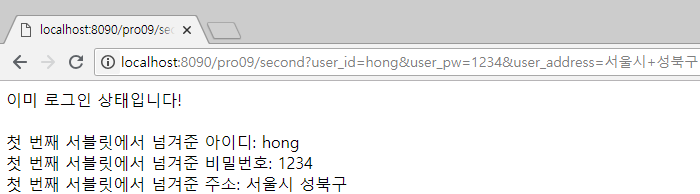 localhost:8090/pro09/sec
localhost:8090/pro09/second?user_id=hong&user_pw=1234&user_address=서울시+성북구
이미 로그인 상태입니다!
첫 번째 서블릿에서 넘겨준 아이디: hong
첫 번째 서블릿에서 넘겨준 비밀번호: 1234
첫 번째 서블릿에서 넘겨준 주소: 서울시 성북구